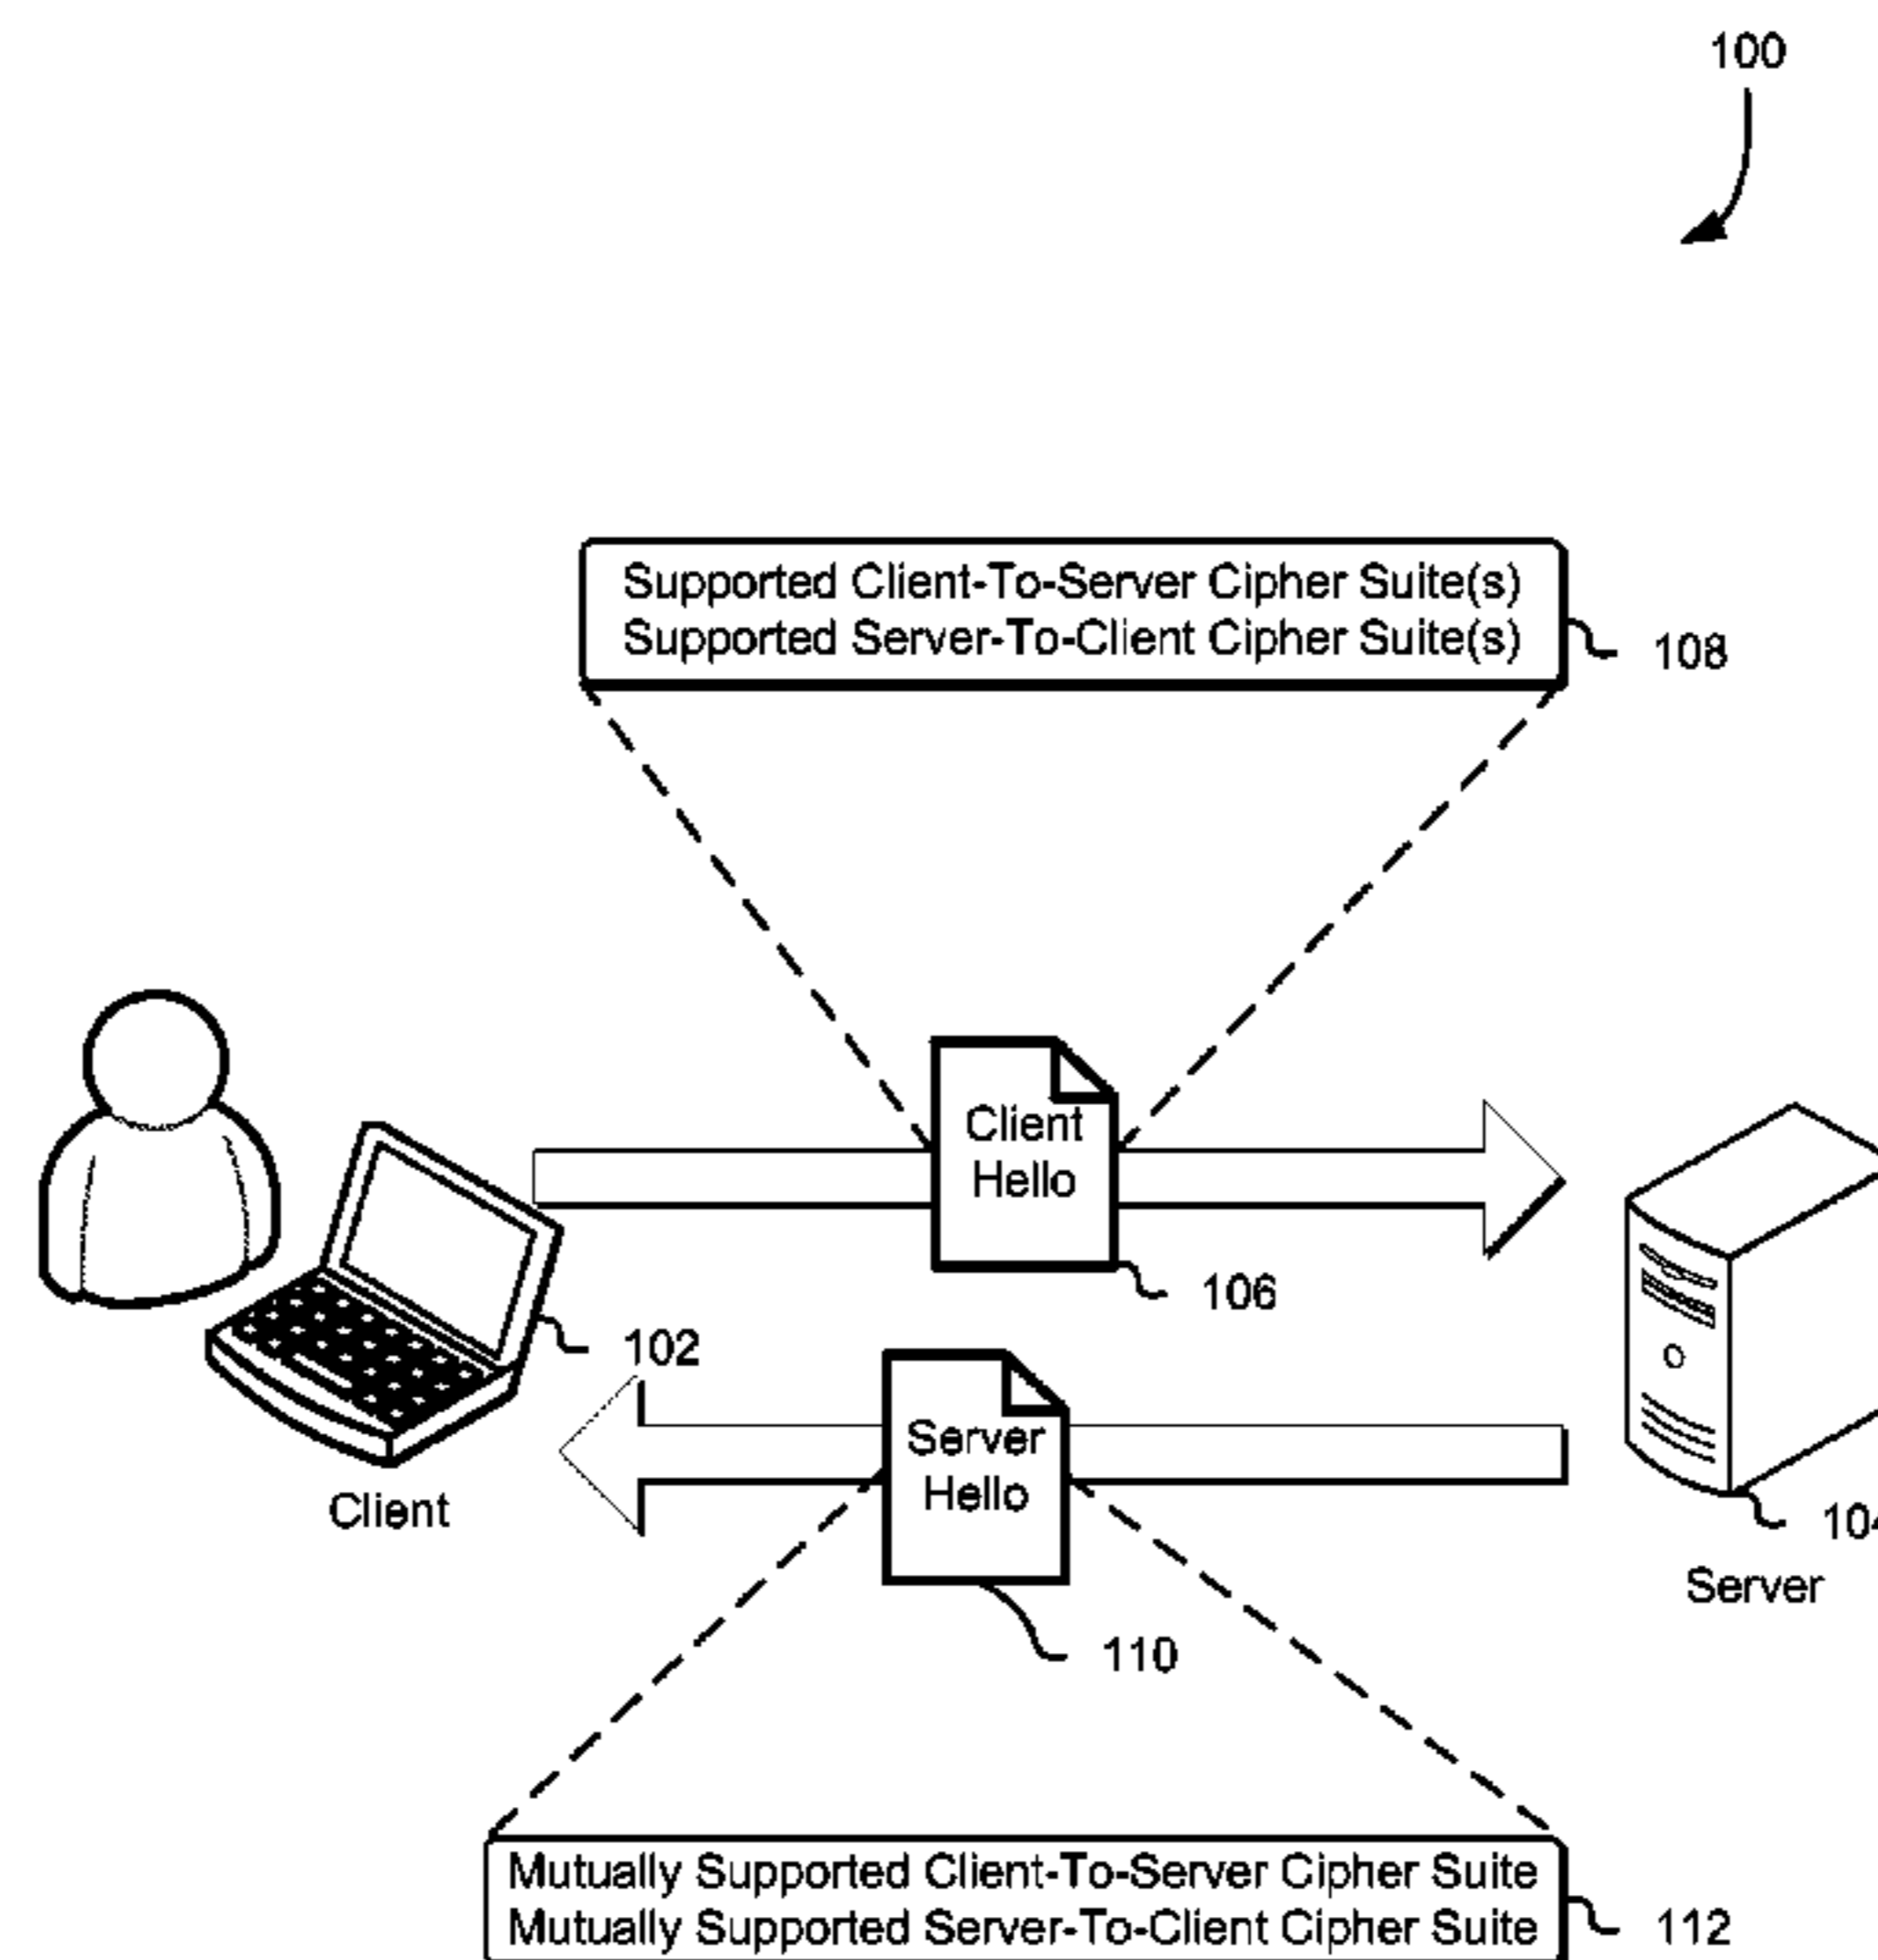 100
Supported Client-To-Server Cipher Suite(s)
Supported Server-To-Client Cipher Suite(s)
108
Client
Hello
106
102
Server
Hello
Client
104
Server
110
Mutually Supported Client-To-Server Cipher Suite
Mutually Supported Server-To-Client Cipher Suite
112